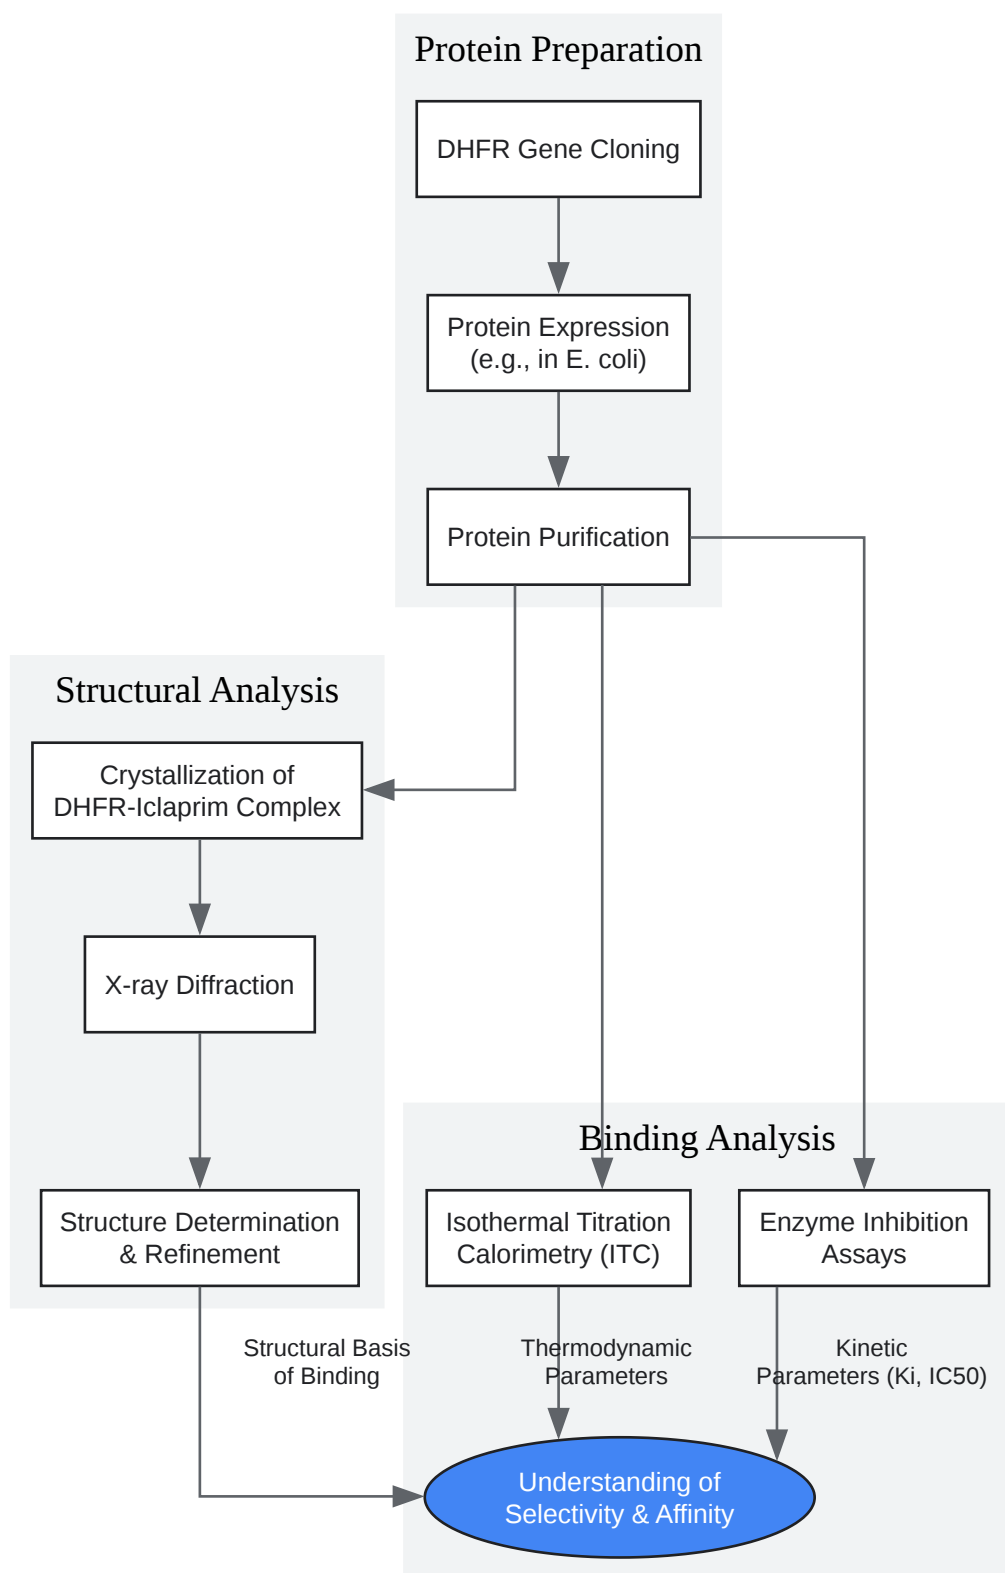 Protein Preparation
DHFR Gene Cloning
Protein Expression
(e.g., in E. coli)
Protein Purification
Structural Analysis
Crystallization of
DHFR-Iclaprim Complex
X-ray Diffraction
Structure Determination
& Refinement
Binding Analysis
Isothermal Titration
Calorimetry (ITC)
Enzyme Inhibition
Assays
Structural Basis
of Binding
Thermodynamic
Parameters
Kinetic
Parameters (Ki, IC50)
Understanding of
Selectivity & Affinity